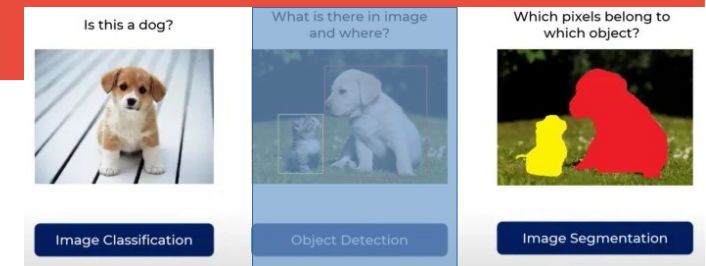 Is this a dog?
What is there in image
and where?
Which pixels belong to
which object?
Image Classification
Object Detection
Image Segmentation